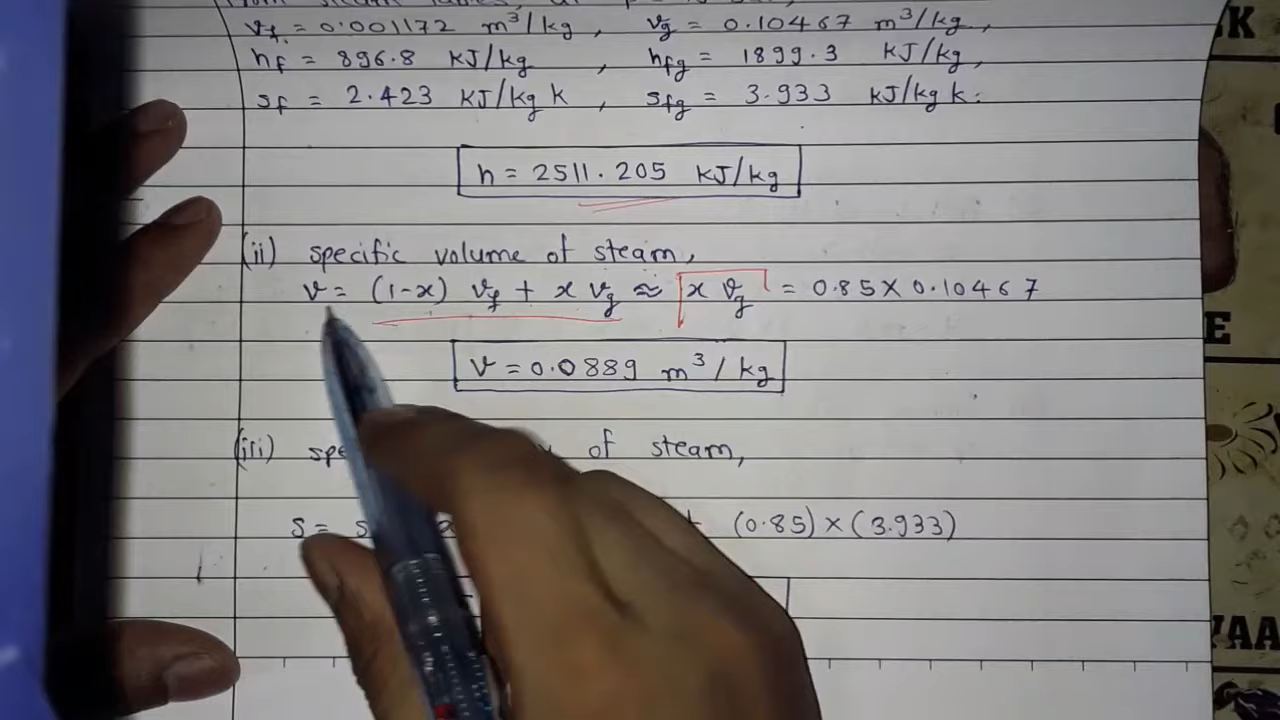 vf = 0.001172 m³/kg , vg = 0.10467 m³/kg ,
hf = 896.8 KJ/kg , hfg = 1899.3 KJ/kg,
sf = 2.423 KJ/kg k , sfg = 3.933 KJ/kg k.
h = 2511.205 KJ/kg
(ii) specific volume of steam,
v = (1-x) vf + x vg ≈ x vg = 0.85 × 0.10467
v = 0.0889 m³ / kg
(iii) of steam,
s = (0.85) × (3.933)
K
E